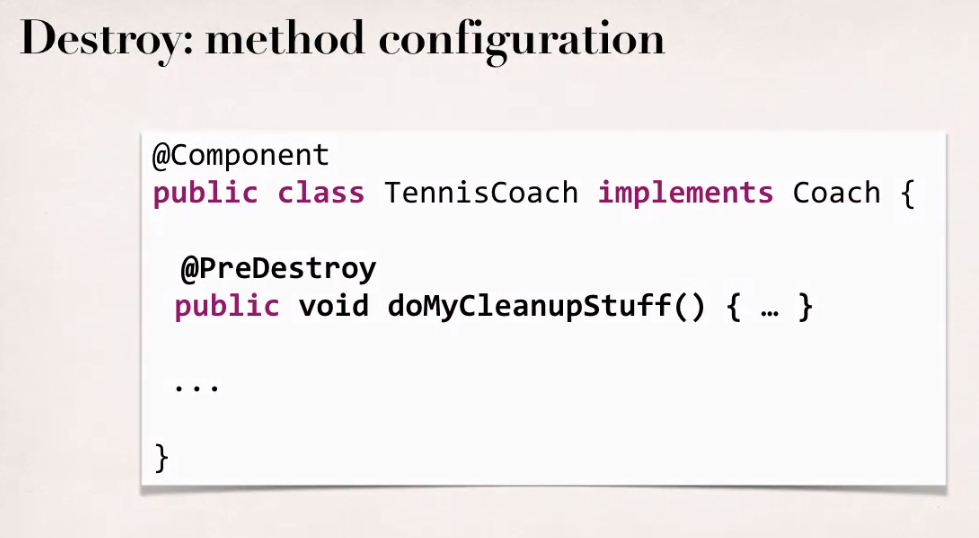 Destroy: method configuration
@Component
public class TennisCoach implements Coach {
@PreDestroy
public void doMyCleanupStuff() { … }
...
}